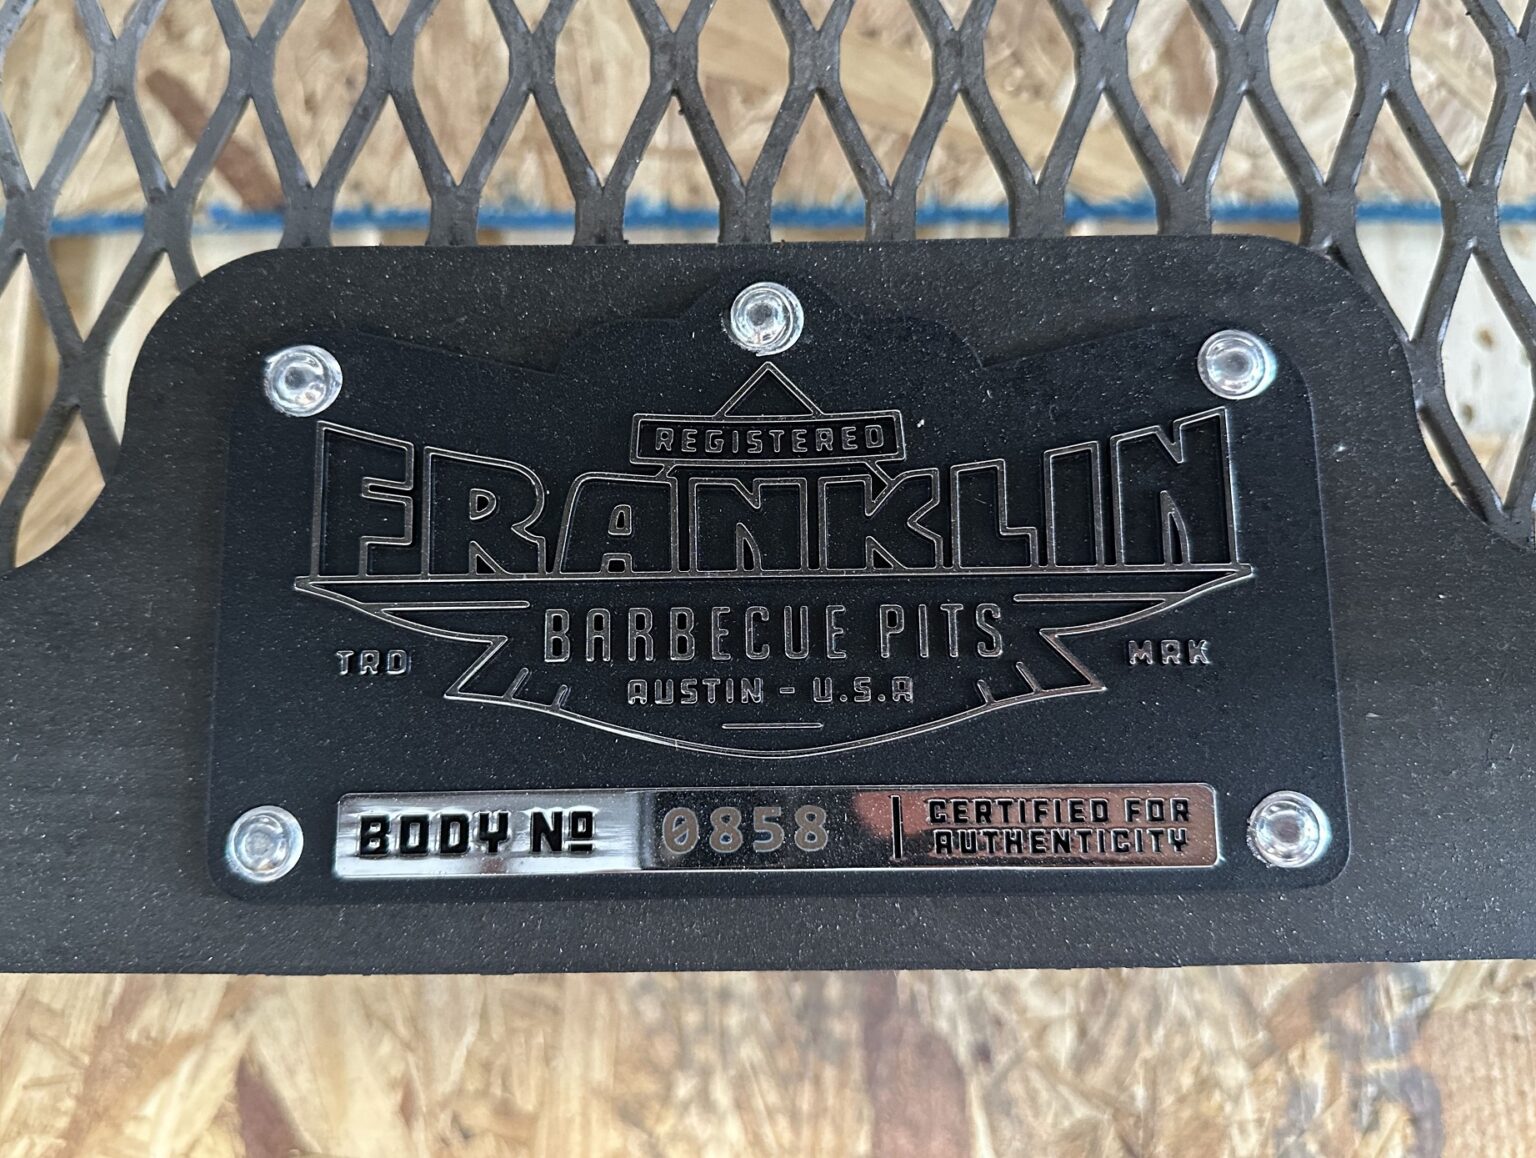 REGISTERED
FRANKLIN
BARBECUE PITS
TRD MRK
AUSTIN - U.S.A
BODY Nº 0858 | CERTIFIED FOR
AUTHENTICITY